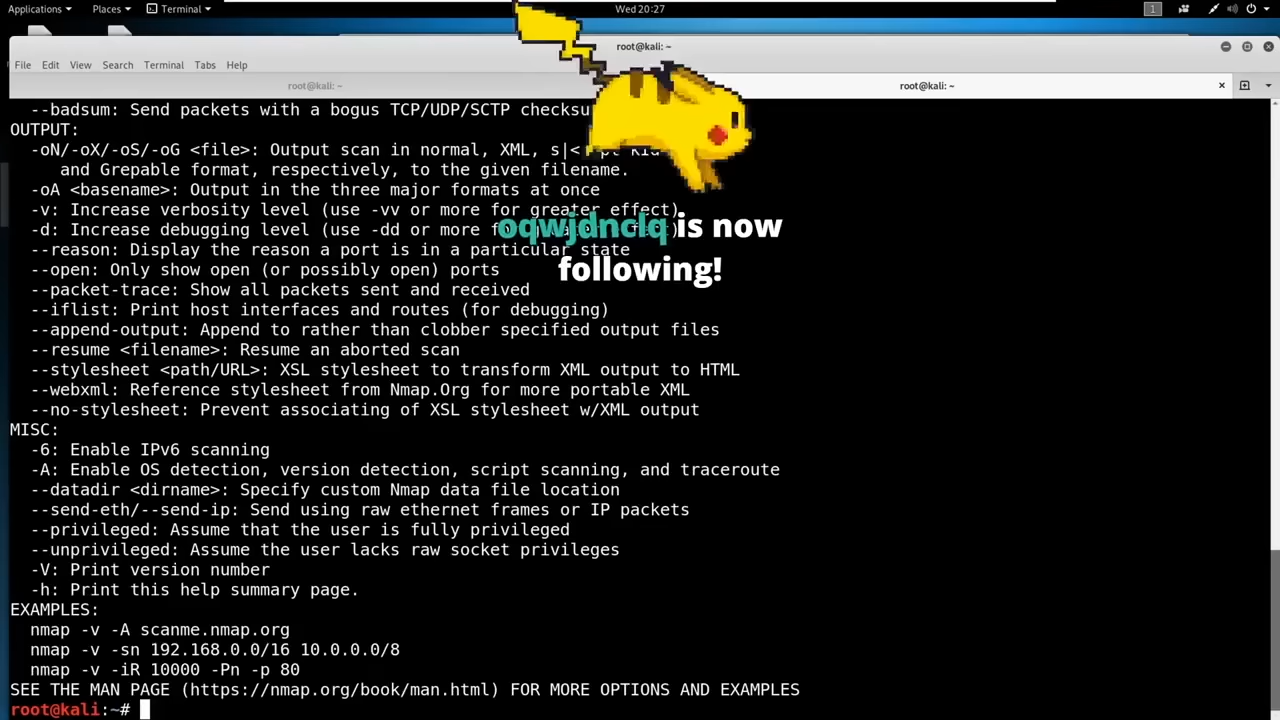 Applications Places Terminal Wed 20:27 1
root@kali: ~
File Edit View Search Terminal Tabs Help
root@kali: ~ root@kali: ~
--badsum: Send packets with a bogus TCP/UDP/SCTP
OUTPUT:
-oN/-oX/-oS/-oG <file>: Output scan in normal, XML,
and Grepable format, respectively, to the given filename.
-oA <basename>: Output in the three major formats at once
-v: Increase verbosity level (use -vv or more for greater effect)
oqwjdnclq is now
-d: Increase debugging level (use -dd or more
--reason: Display the reason a port is in a particular state
following!
--open: Only show open (or possibly open) ports
--packet-trace: Show all packets sent and received
--iflist: Print host interfaces and routes (for debugging)
--append-output: Append to rather than clobber specified output files
--resume <filename>: Resume an aborted scan
--stylesheet <path/URL>: XSL stylesheet to transform XML output to HTML
--webxml: Reference stylesheet from Nmap.Org for more portable XML
--no-stylesheet: Prevent associating of XSL stylesheet w/XML output
MISC:
-6: Enable IPv6 scanning
-A: Enable OS detection, version detection, script scanning, and traceroute
--datadir <dirname>: Specify custom Nmap data file location
--send-eth/--send-ip: Send using raw ethernet frames or IP packets
--privileged: Assume that the user is fully privileged
--unprivileged: Assume the user lacks raw socket privileges
-V: Print version number
-h: Print this help summary page.
EXAMPLES:
nmap -v -A scanme.nmap.org
nmap -v -sn 192.168.0.0/16 10.0.0.0/8
nmap -v -iR 10000 -Pn -p 80
SEE THE MAN PAGE (https://nmap.org/book/man.html) FOR MORE OPTIONS AND EXAMPLES
root@kali:~#